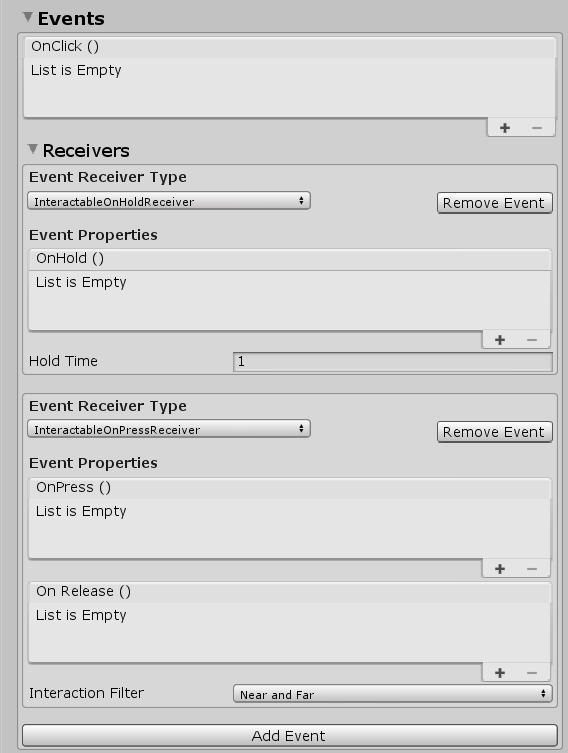 Events
OnClick ()
List is Empty
Receivers
Event Receiver Type
InteractableOnHoldReceiver
Remove Event
Event Properties
OnHold ()
List is Empty
Hold Time
1
Event Receiver Type
InteractableOnPressReceiver
Remove Event
Event Properties
OnPress ()
List is Empty
On Release ()
List is Empty
Interaction Filter
Near and Far
Add Event